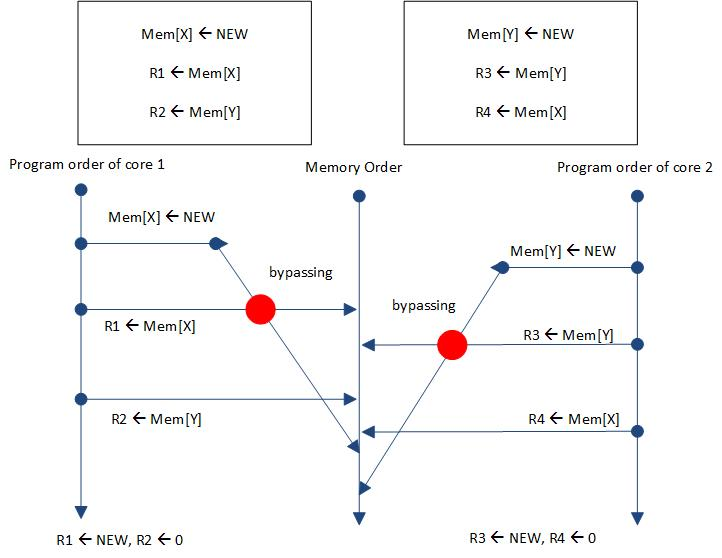 Mem[X] ← NEW
R1 ← Mem[X]
R2 ← Mem[Y]
Mem[Y] ← NEW
R3 ← Mem[Y]
R4 ← Mem[X]
Program order of core 1
Memory Order
Program order of core 2
Mem[X] ← NEW
Mem[Y] ← NEW
bypassing
bypassing
R1 ← Mem[X]
R3 ← Mem[Y]
R2 ← Mem[Y]
R4 ← Mem[X]
R1 ← NEW, R2 ← 0
R3 ← NEW, R4 ← 0